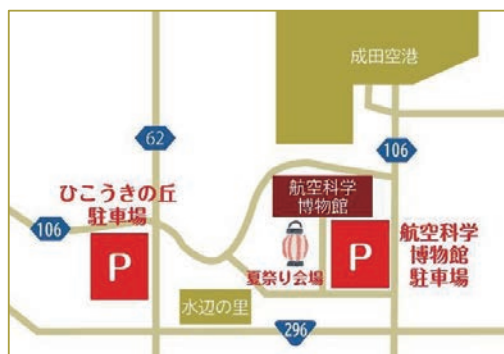 成田空港
62
106
ひこうきの丘
駐車場
航空科学
博物館
106
P
P
航空科学
博物館
駐車場
夏祭り会場
水辺の里
296